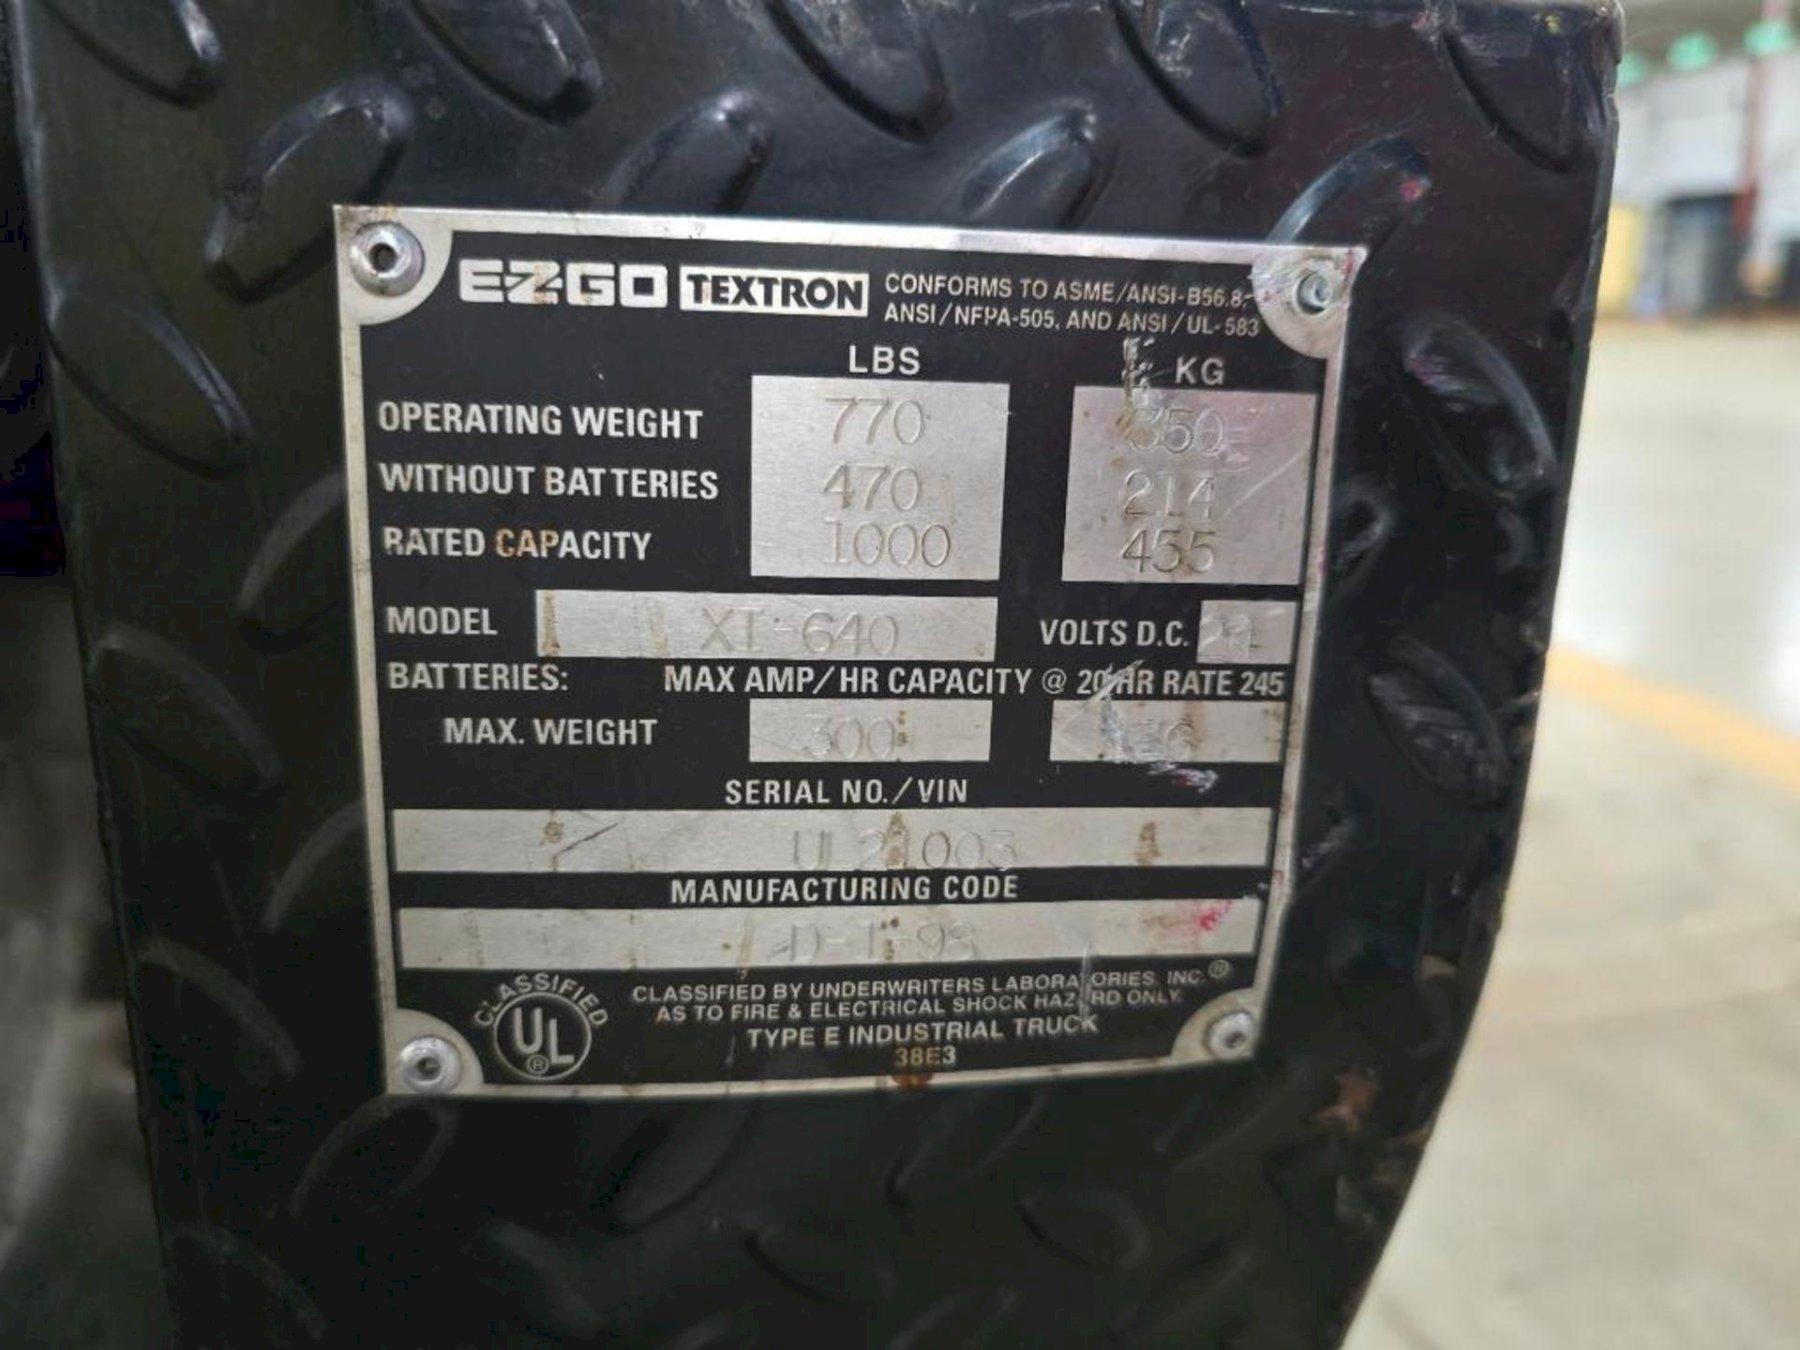 EZGO TEXTRON CONFORMS TO ASME/ANSI-B56.8,
ANSI/NFPA-505, AND ANSI/UL-583
LBS KG
OPERATING WEIGHT 770 350
WITHOUT BATTERIES 470 214
RATED CAPACITY 1000 455
MODEL XI-640 VOLTS D.C.
BATTERIES: MAX AMP/HR CAPACITY @ 20 HR RATE 245
MAX. WEIGHT 300
SERIAL NO./VIN
UL21003
MANUFACTURING CODE
CLASSIFIED
UL®
CLASSIFIED BY UNDERWRITERS LABORATORIES, INC.®
AS TO FIRE & ELECTRICAL SHOCK HAZARD ONLY.
TYPE E INDUSTRIAL TRUCK
38E3